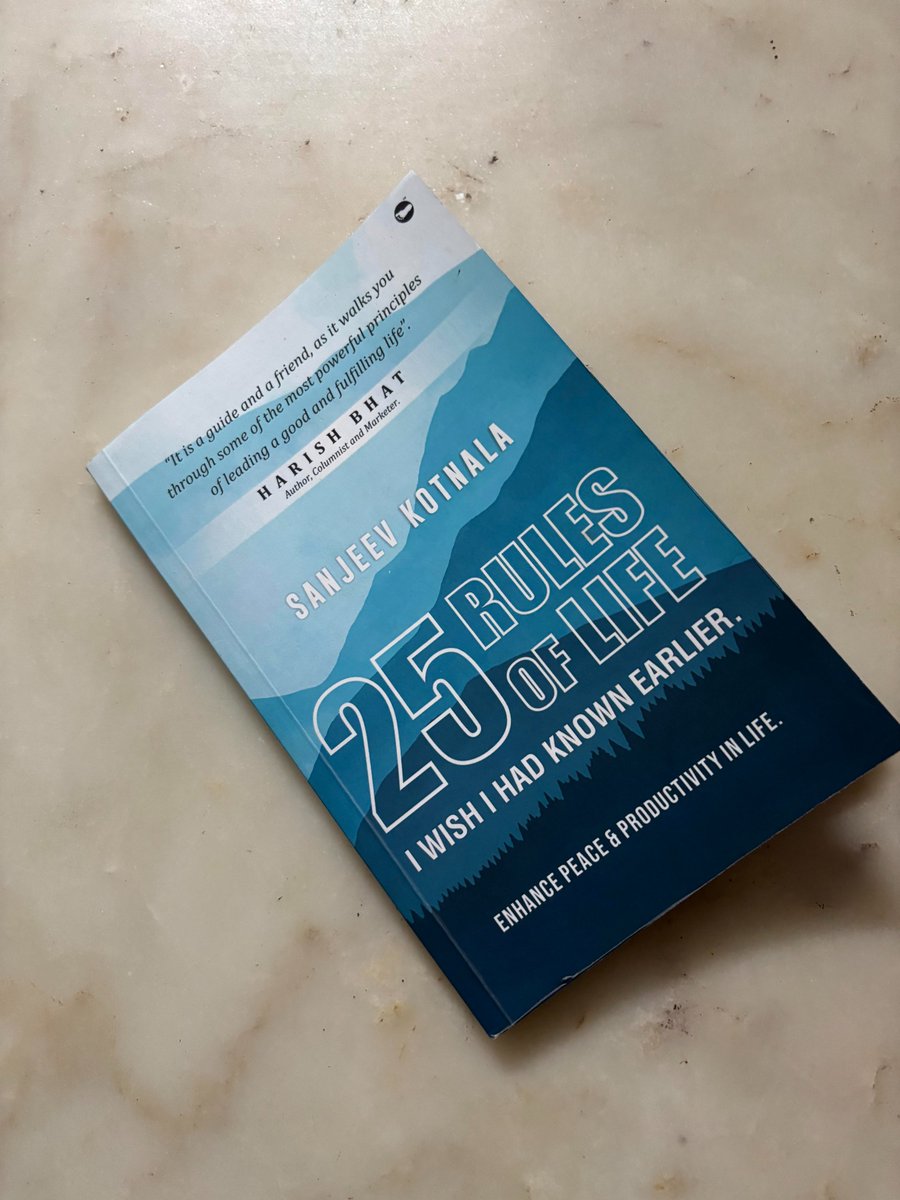 "It is a guide and a friend, as it walks you
through some of the most powerful principles
of leading a good and fulfilling life".
HARISH BHAT
Author, Columnist and Marketer.
SANJEEV KOTNALA
25 RULES
OF LIFE
I WISH I HAD KNOWN EARLIER.
ENHANCE PEACE & PRODUCTIVITY IN LIFE.